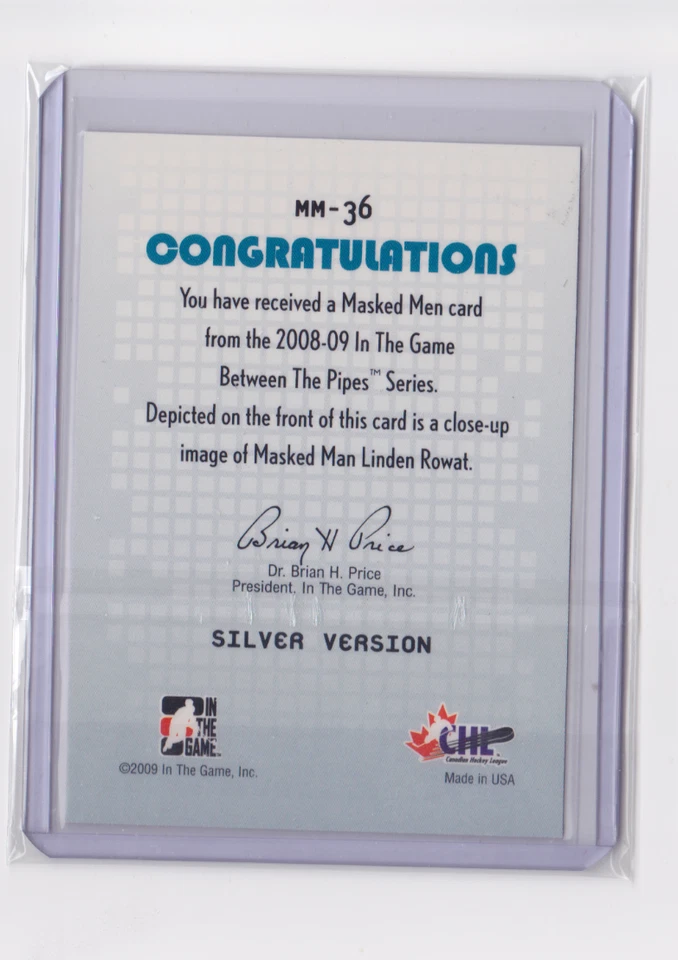 MM-36
CONGRATULATIONS
You have received a Masked Men card
from the 2008-09 In The Game
Between The Pipes™ Series.
Depicted on the front of this card is a close-up
image of Masked Man Linden Rowat.
Brian H Price
Dr. Brian H. Price
President, In The Game, Inc.
SILVER VERSION
IN
THE
GAME
©2009 In The Game, Inc.
CHL
Canadian Hockey League
Made in USA